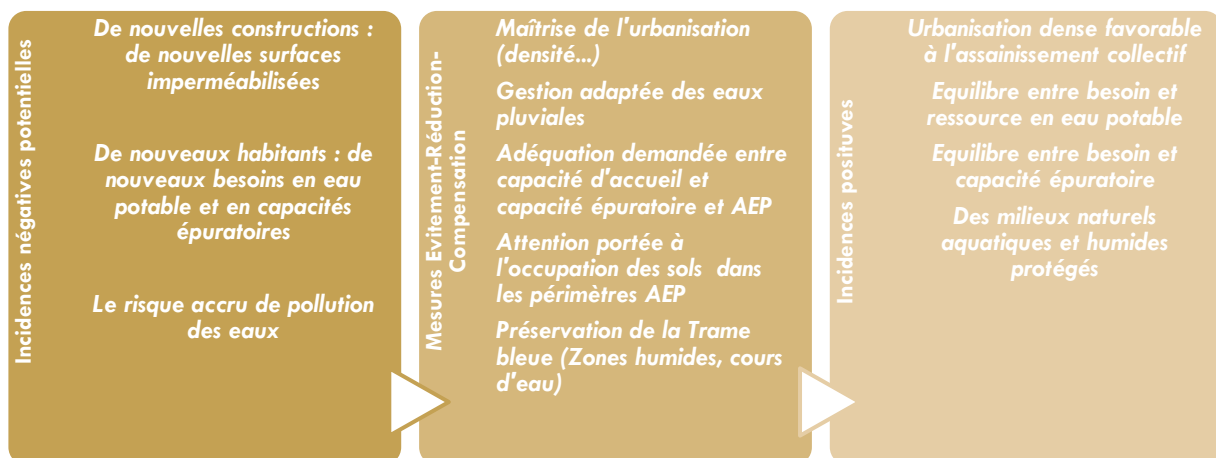 Incidences négatives potentielles
De nouvelles constructions :
de nouvelles surfaces
imperméabilisées
De nouveaux habitants : de
nouveaux besoins en eau
potable et en capacités
épuratoires
Le risque accru de pollution
des eaux
Mesures Evitement-Réduction-
Compensation
Maîtrise de l'urbanisation
(densité...)
Gestion adaptée des eaux
pluviales
Adéquation demandée entre
capacité d'accueil et
capacité épuratoire et AEP
Attention portée à
l'occupation des sols dans
les périmètres AEP
Préservation de la Trame
bleue (Zones humides, cours
d'eau)
Incidences posituves
Urbanisation dense favorable
à l'assainissement collectif
Equilibre entre besoin et
ressource en eau potable
Equilibre entre besoin et
capacité épuratoire
Des milieux naturels
aquatiques et humides
protégés